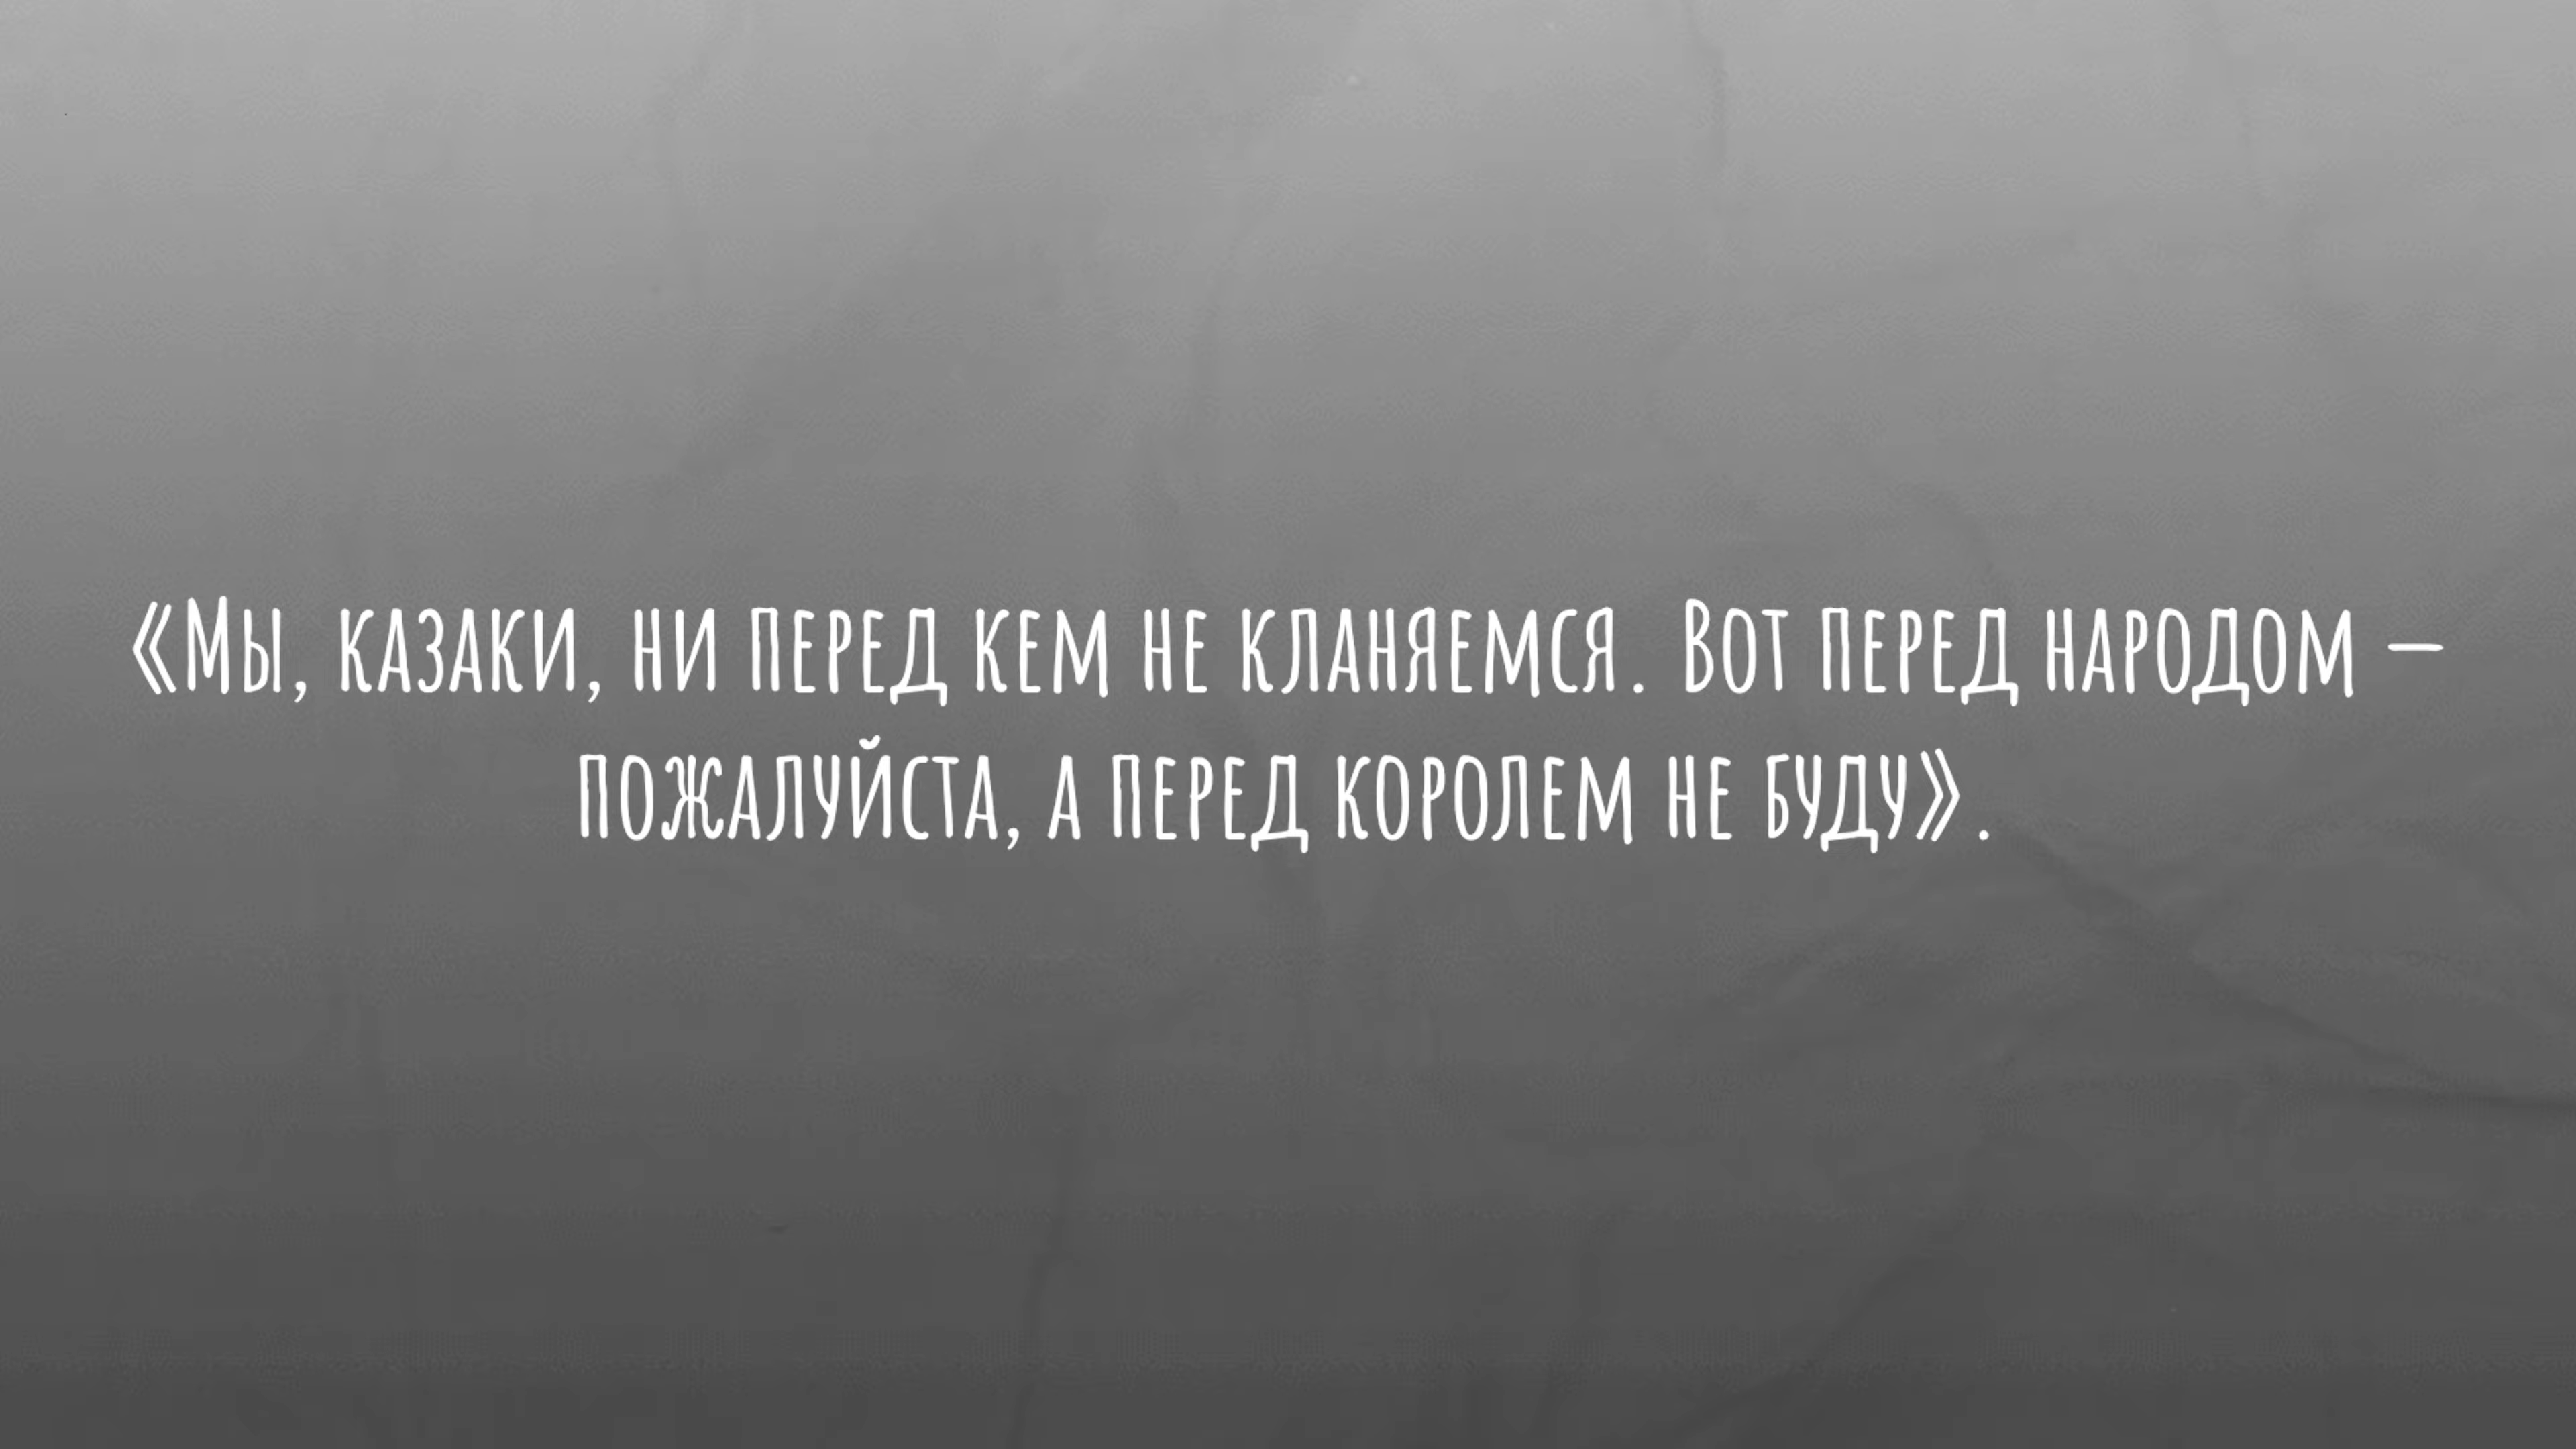 «Мы, казаки, ни перед кем не кланяемся. Вот перед народом —
пожалуйста, а перед королем не буду».